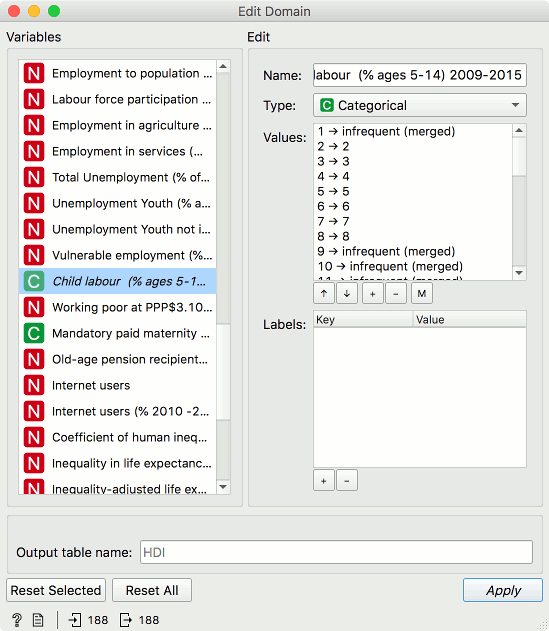 Edit Domain
Variables
N Employment to population ...
N Labour force participation ...
N Employment in agriculture ...
N Employment in services (...
N Total Unemployment (% of...
N Unemployment Youth (% a...
N Unemployment Youth not i...
N Vulnerable employment (%...
C Child labour (% ages 5-1...
N Working poor at PPP$3.10...
C Mandatory paid maternity ...
N Old-age pension recipient...
N Internet users
N Internet users (% 2010 -2...
N Coefficient of human ineq...
N Inequality in life expectanc...
N Inequality-adjusted life ex...
Edit
Name: labour (% ages 5-14) 2009-2015
Type: C Categorical
Values:
1 → infrequent (merged)
2 → 2
3 → 3
4 → 4
5 → 5
6 → 6
7 → 7
8 → 8
9 → infrequent (merged)
10 → infrequent (merged)
11 → infrequent (merged)
↑ ↓ + − M
Labels:
Key Value
+ −
Output table name: HDI
Reset Selected Reset All Apply
? 188 188